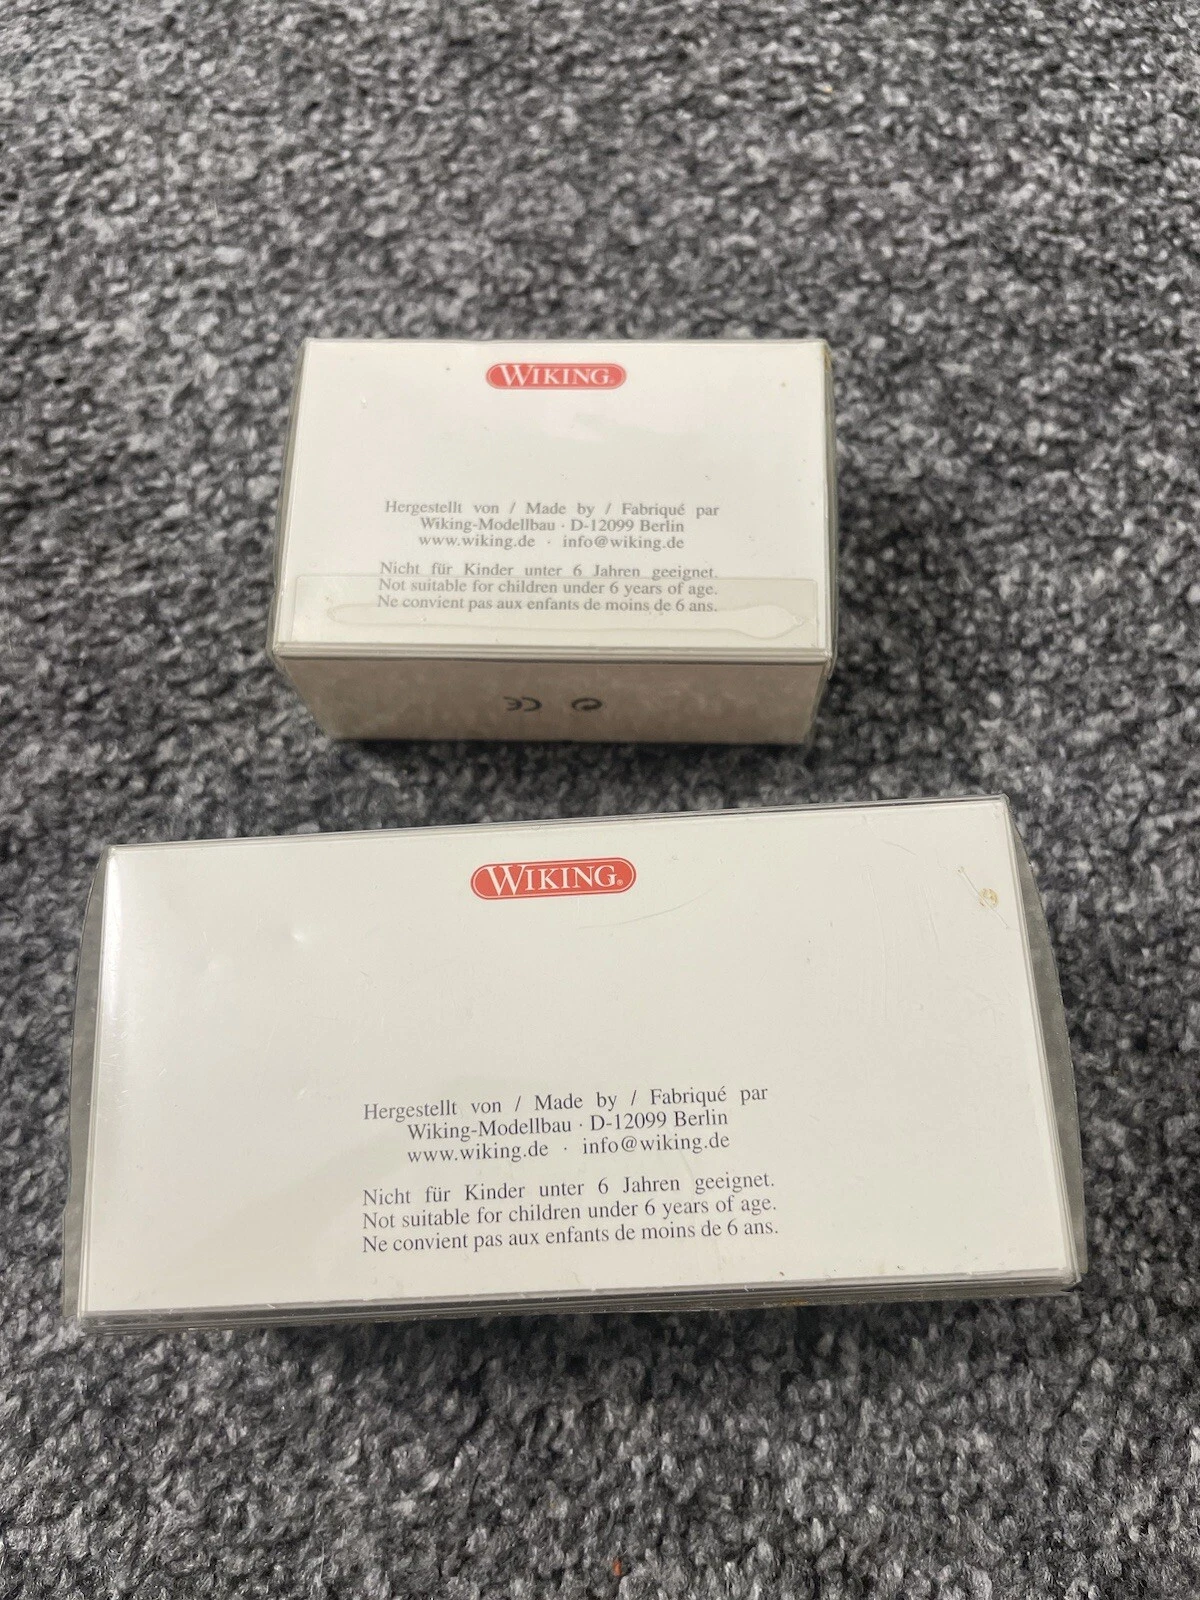 WIKING®
Hergestellt von / Made by / Fabriqué par
Wiking-Modellbau · D-12099 Berlin
www.wiking.de · info@wiking.de
Nicht für Kinder unter 6 Jahren geeignet.
Not suitable for children under 6 years of age.
Ne convient pas aux enfants de moins de 6 ans.
CE
WIKING®
Hergestellt von / Made by / Fabriqué par
Wiking-Modellbau · D-12099 Berlin
www.wiking.de · info@wiking.de
Nicht für Kinder unter 6 Jahren geeignet.
Not suitable for children under 6 years of age.
Ne convient pas aux enfants de moins de 6 ans.